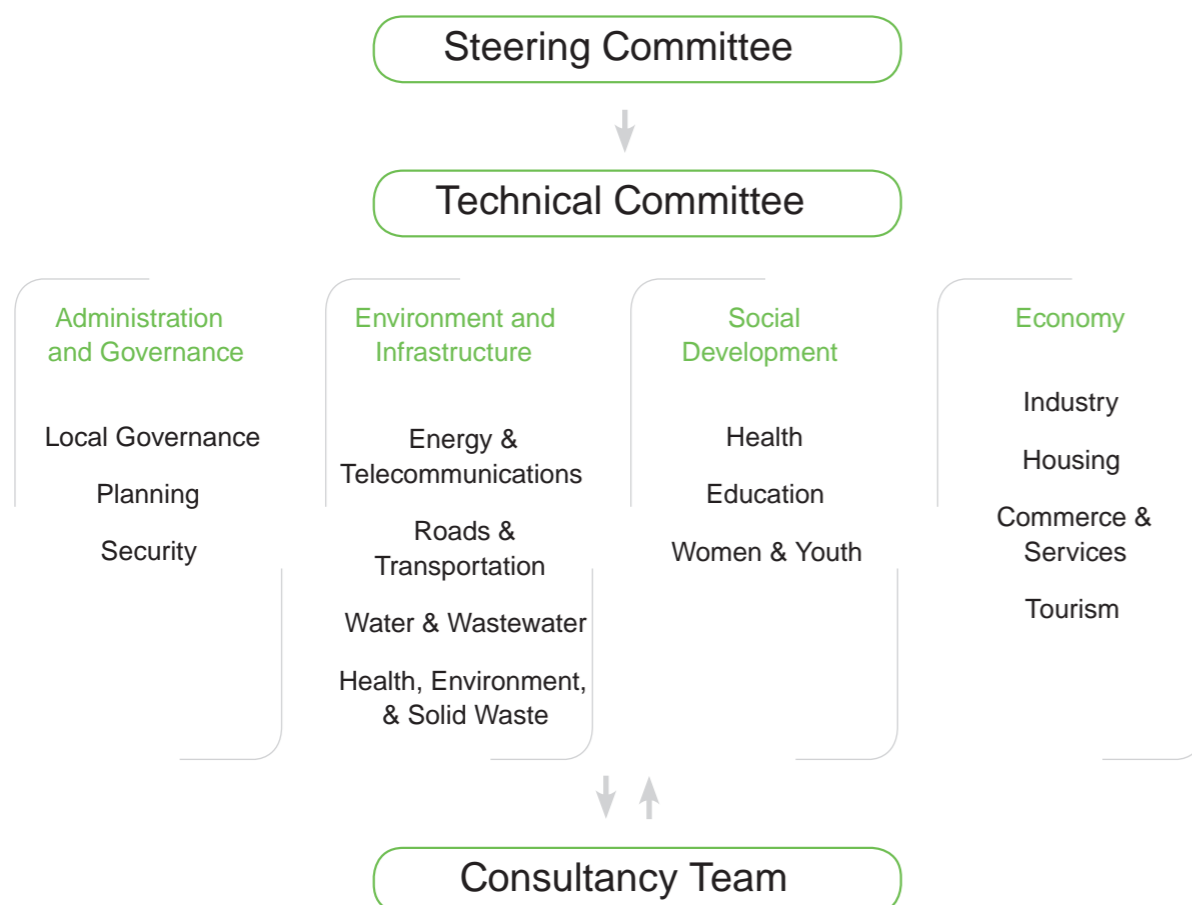 Steering Committee
Technical Committee
Administration
and Governance
Local Governance
Planning
Security
Environment and
Infrastructure
Energy &
Telecommunications
Roads &
Transportation
Water & Wastewater
Health, Environment,
& Solid Waste
Social
Development
Health
Education
Women & Youth
Economy
Industry
Housing
Commerce &
Services
Tourism
Consultancy Team